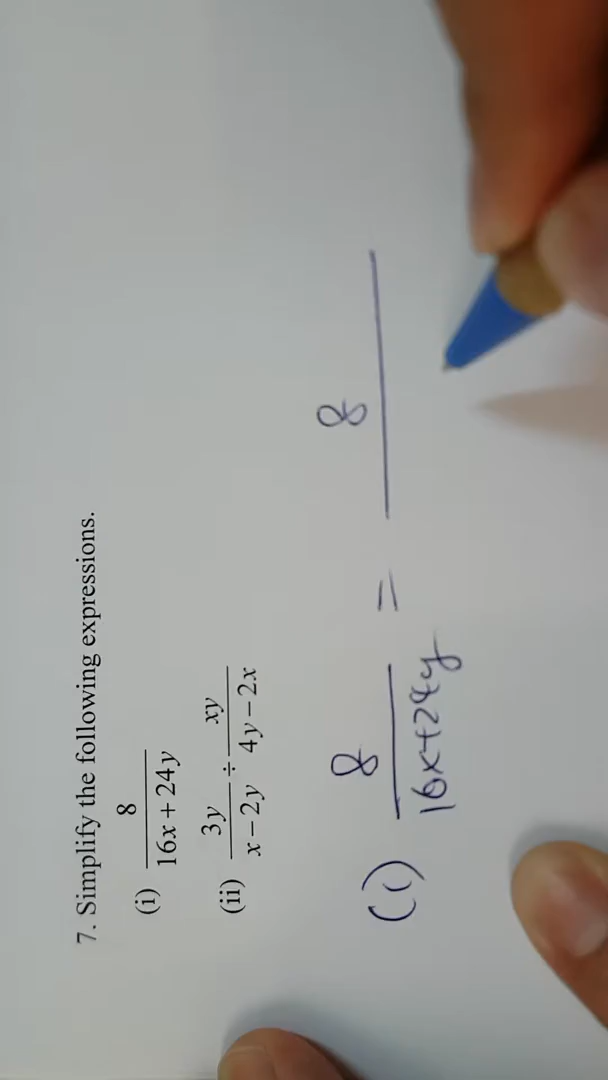 7. Simplify the following expressions.
(i) 8/(16x + 24y)
(ii) 3y/(x − 2y) ÷ xy/(4y − 2x)
(i) 8/(16x+24y) = 8/